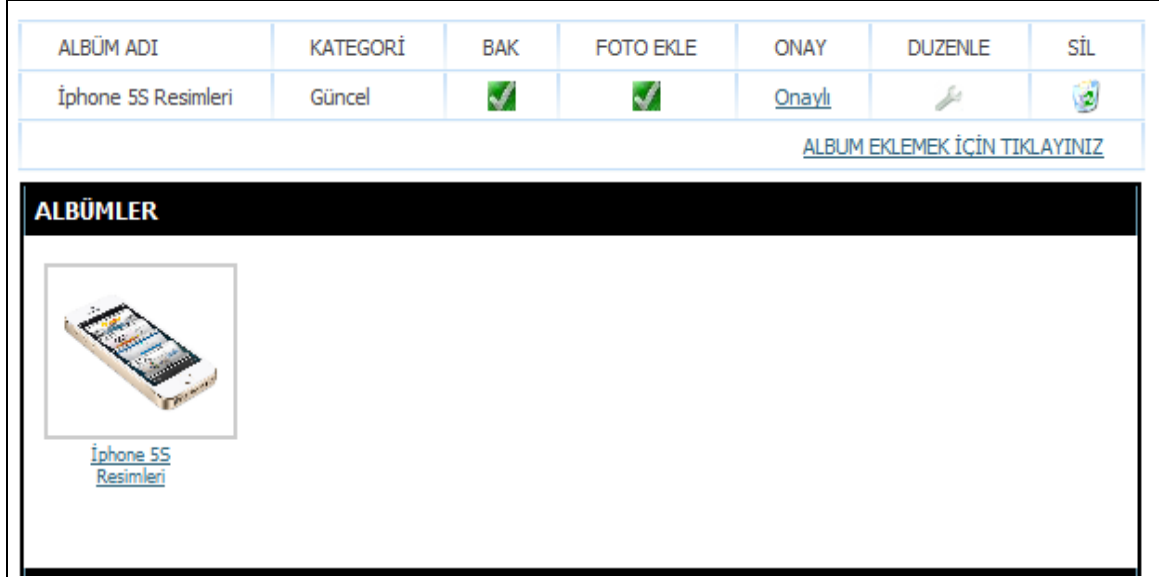 ALBÜM ADI KATEGORİ BAK FOTO EKLE ONAY DUZENLE SİL
İphone 5S Resimleri Güncel Onaylı
ALBUM EKLEMEK İÇİN TIKLAYINIZ
ALBÜMLER
İphone 5S
Resimleri